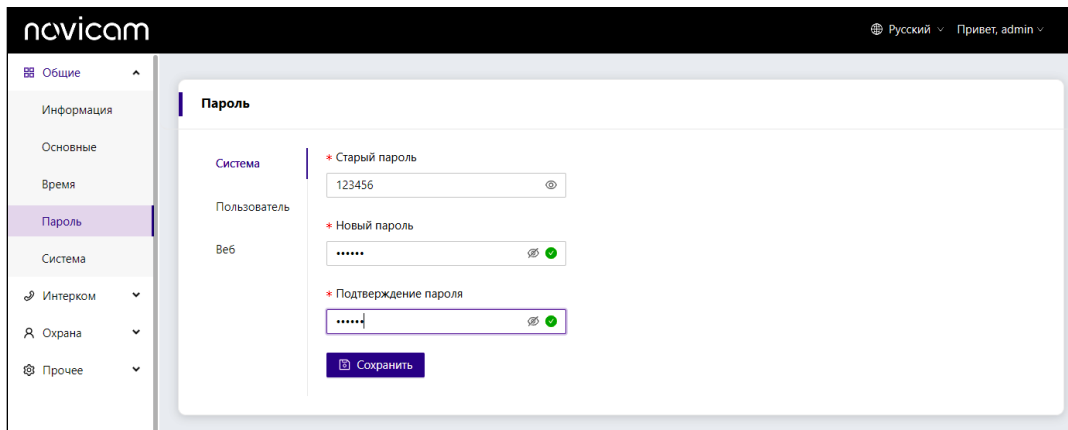 novicam
Русский Привет, admin
Общие
Информация
Основные
Время
Пароль
Система
Интерком
Охрана
Прочее
Пароль
Система
Пользователь
Веб
* Старый пароль
123456
* Новый пароль
••••••
* Подтверждение пароля
••••••
Сохранить